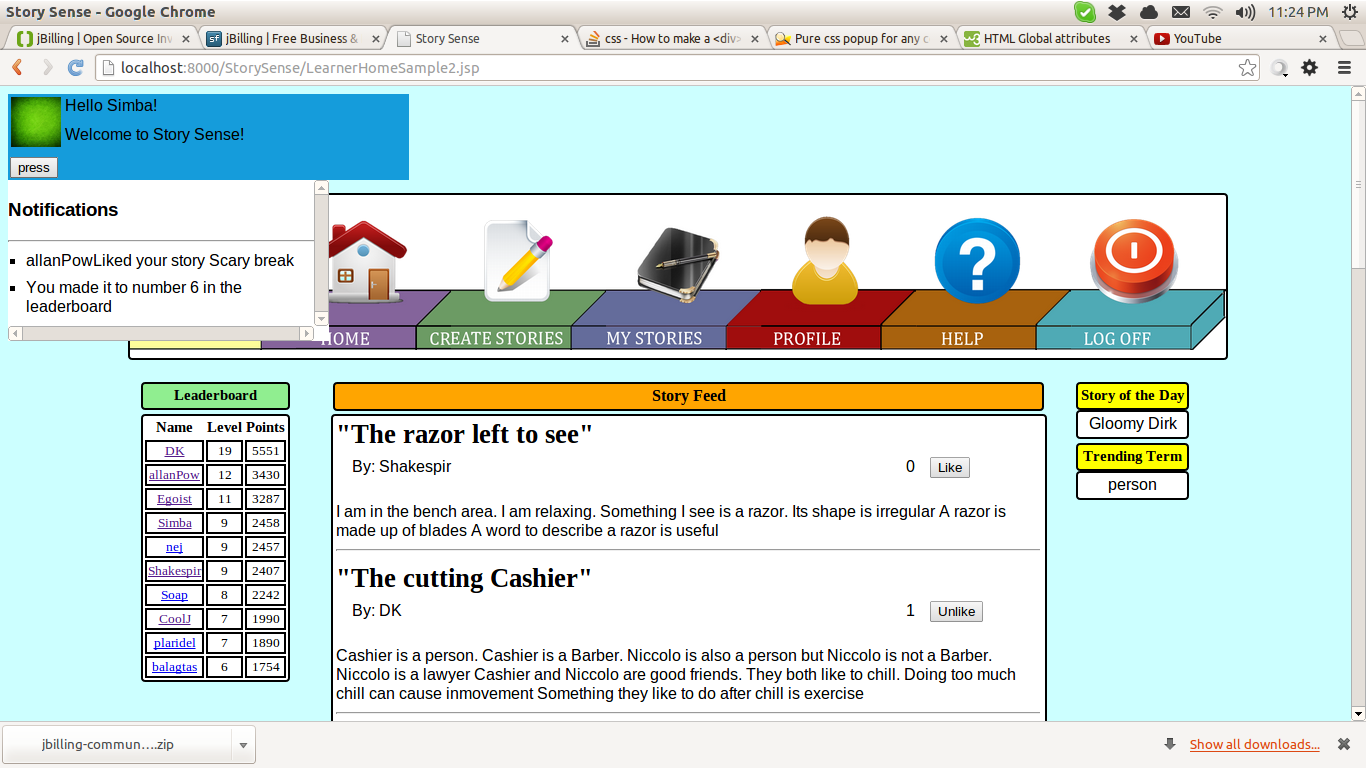 Story Sense - Google Chrome
11:24 PM
jBilling | Open Source Inv
jBilling | Free Business &
Story Sense
css - How to make a <div>
Pure css popup for any c
HTML Global attributes
YouTube
localhost:8000/StorySense/LearnerHomeSample2.jsp
Hello Simba!
Welcome to Story Sense!
press
Notifications
allanPowLiked your story Scary break
You made it to number 6 in the
leaderboard
HOME
CREATE STORIES
MY STORIES
PROFILE
HELP
LOG OFF
Leaderboard
Name Level Points
DK 19 5551
allanPow 12 3430
Egoist 11 3287
Simba 9 2458
nej 9 2457
Shakespir 9 2407
Soap 8 2242
CoolJ 7 1990
plaridel 7 1890
balagtas 6 1754
Story Feed
"The razor left to see"
By: Shakespir 0 Like
I am in the bench area. I am relaxing. Something I see is a razor. Its shape is irregular A razor is
made up of blades A word to describe a razor is useful
"The cutting Cashier"
By: DK 1 Unlike
Cashier is a person. Cashier is a Barber. Niccolo is also a person but Niccolo is not a Barber.
Niccolo is a lawyer Cashier and Niccolo are good friends. They both like to chill. Doing too much
chill can cause inmovement Something they like to do after chill is exercise
Story of the Day
Gloomy Dirk
Trending Term
person
jbilling-commun....zip
Show all downloads...